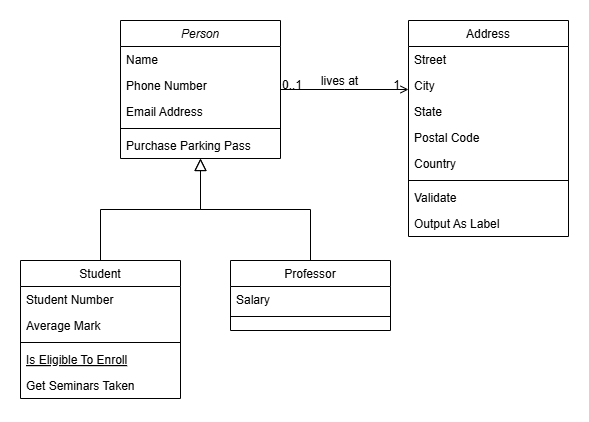 Person
Name
Phone Number
Email Address
Purchase Parking Pass
0..1
lives at
1
Address
Street
City
State
Postal Code
Country
Validate
Output As Label
Student
Student Number
Average Mark
Is Eligible To Enroll
Get Seminars Taken
Professor
Salary